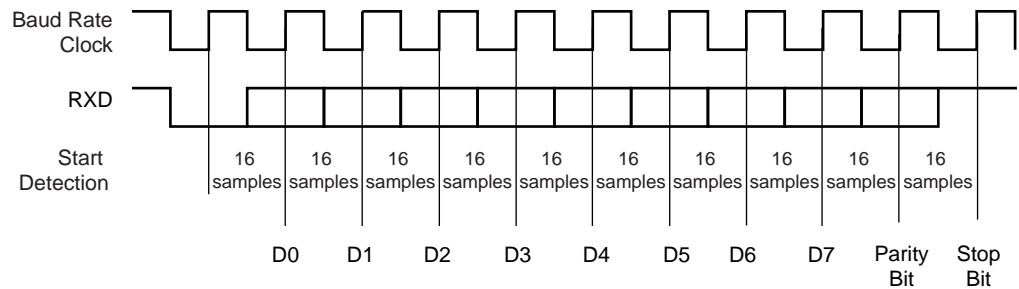 Baud Rate
Clock
RXD
Start
Detection
16 16 16 16 16 16 16 16 16 16
samples samples samples samples samples samples samples samples samples samples
D0 D1 D2 D3 D4 D5 D6 D7 Parity Stop
Bit Bit